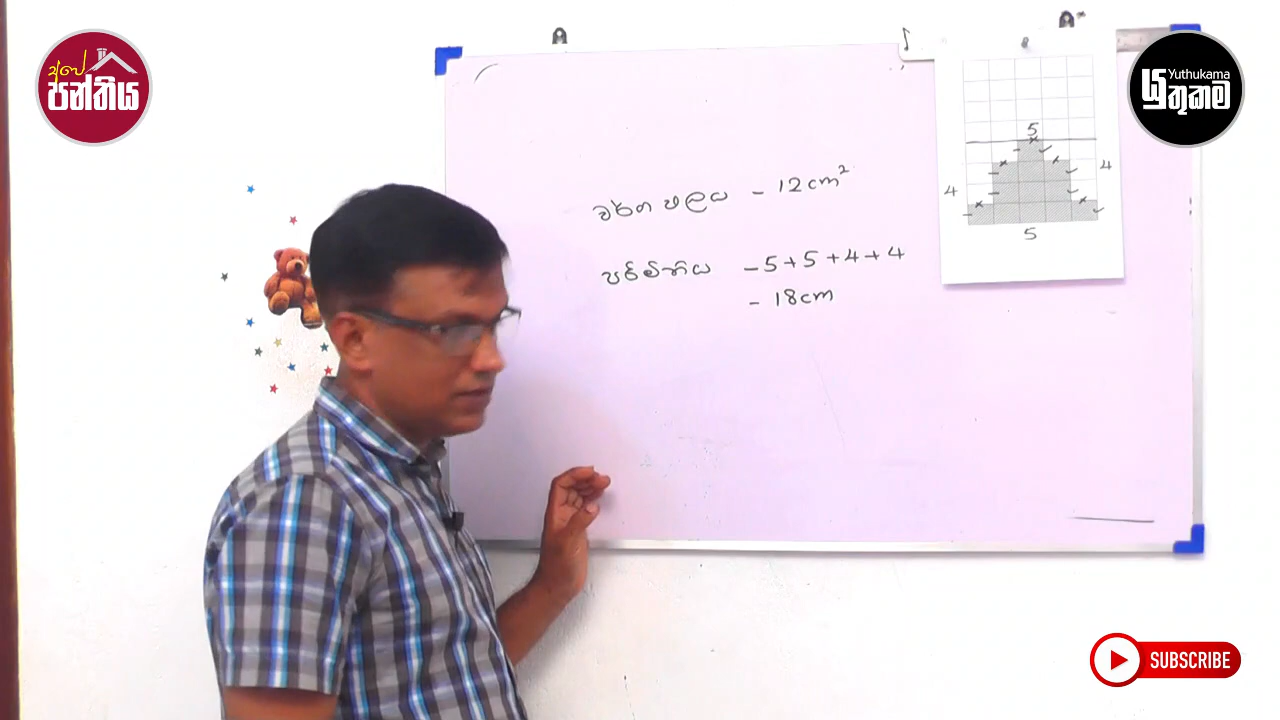 අපේ
පන්තිය
Yuthukama
යුතුකම
5
4
4
5
වර්ග ඵලය - 12cm²
පරිමිතිය - 5+5+4+4
- 18cm
SUBSCRIBE